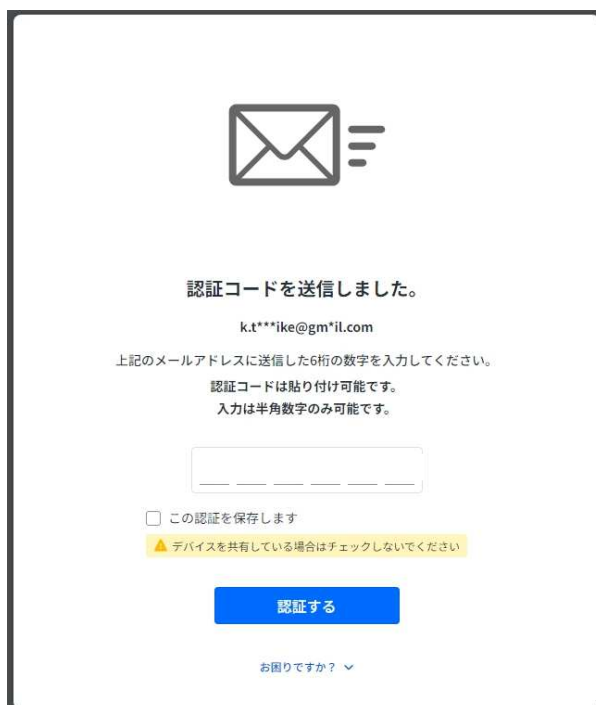 認証コードを送信しました。
k.t***ike@gm*il.com
上記のメールアドレスに送信した6桁の数字を入力してください。
認証コードは貼り付け可能です。
入力は半角数字のみ可能です。
この認証を保存します
デバイスを共有している場合はチェックしないでください
認証する
お困りですか？